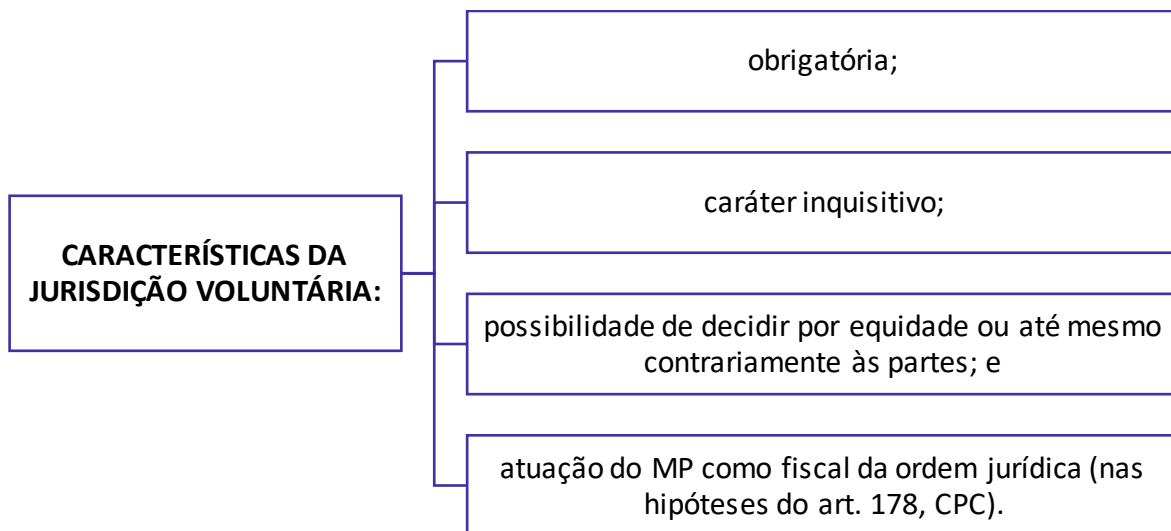 CARACTERÍSTICAS DA
JURISDIÇÃO VOLUNTÁRIA:
obrigatória;
caráter inquisitivo;
possibilidade de decidir por equidade ou até mesmo
contrariamente às partes; e
atuação do MP como fiscal da ordem jurídica (nas
hipóteses do art. 178, CPC).